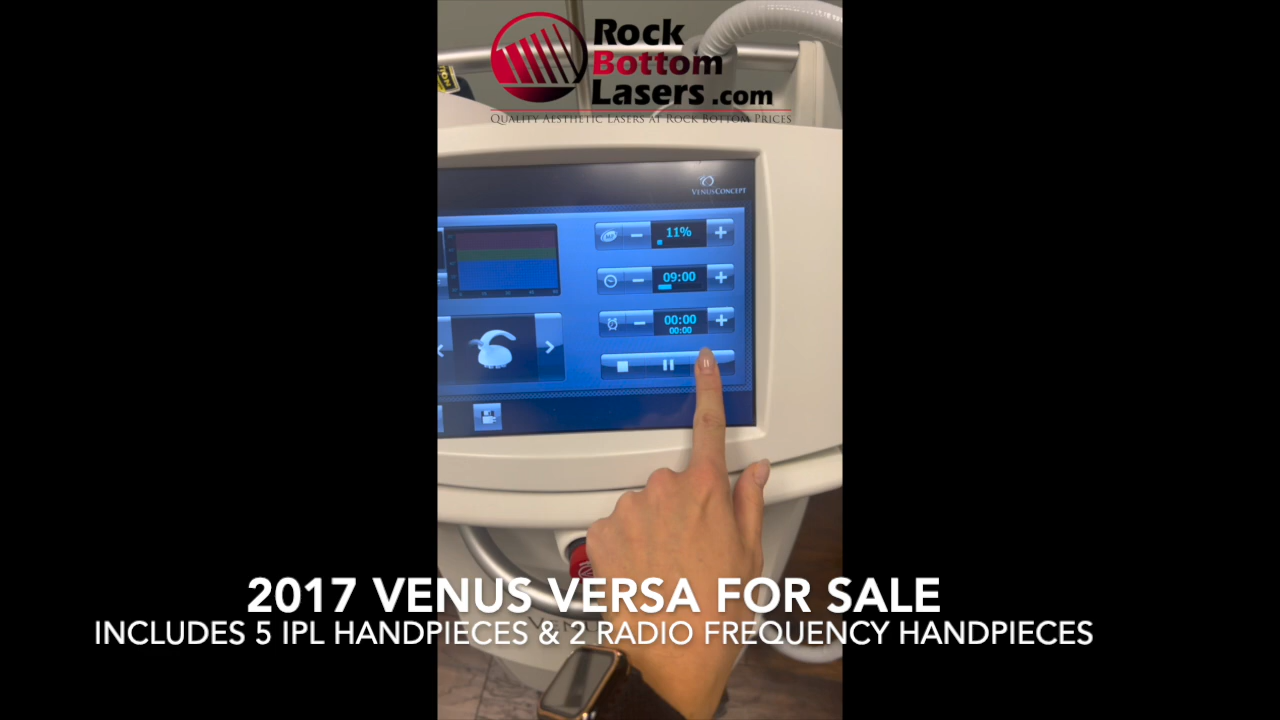 Rock
Bottom
Lasers.com
Quality Aesthetic Lasers at Rock Bottom Prices
VenusConcept
11%
09:00
00:00
00:00
2017 VENUS VERSA FOR SALE
INCLUDES 5 IPL HANDPIECES & 2 RADIO FREQUENCY HANDPIECES